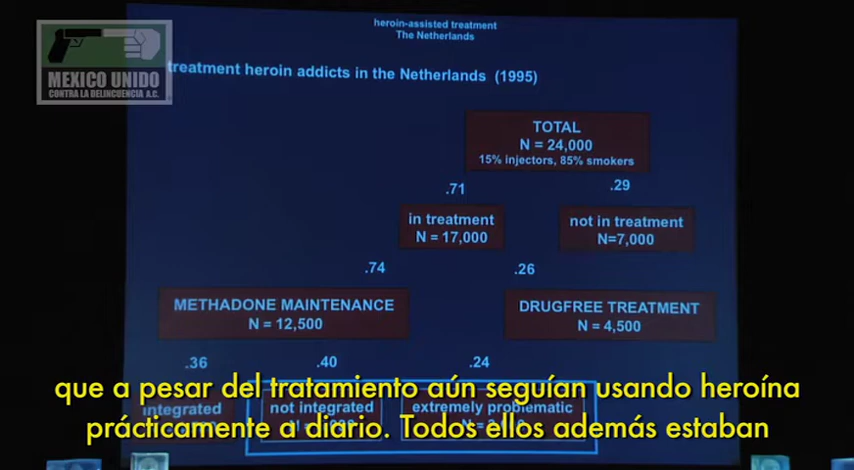 heroin-assisted treatment
The Netherlands
MEXICO UNIDO
CONTRA LA DELINCUENCIA A.C.
treatment heroin addicts in the Netherlands (1995)
TOTAL
N = 24,000
15% injectors, 85% smokers
.71
.29
in treatment
N = 17,000
not in treatment
N=7,000
.74
.26
METHADONE MAINTENANCE
N = 12,500
DRUGFREE TREATMENT
N = 4,500
.36
.40
.24
que a pesar del tratamiento aún seguían usando heroína
integrated
not integrated
extremely problematic
prácticamente a diario. Todos ellos además estaban